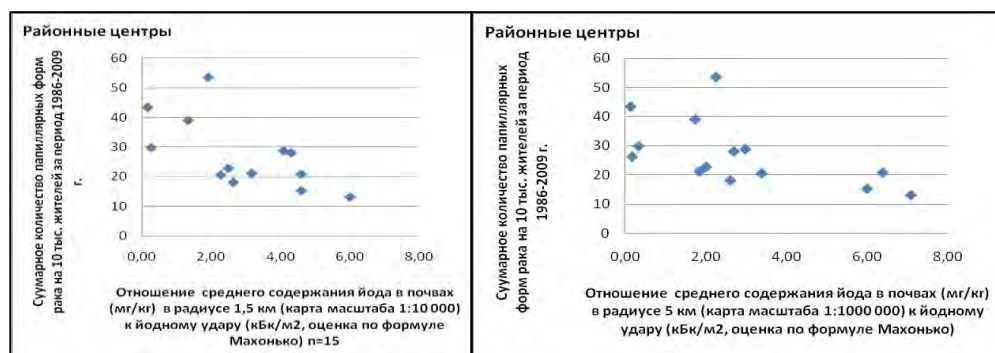 Районные центры
Суумарное количество папиллярных форм
рака на 10 тыс. жителей за период 1986-2009
г.
60
50
40
30
20
10
0
0,00
2,00
4,00
6,00
8,00
Отношение среднего содержания йода в почвах
(мг/кг) в радиусе 1,5 км (карта масштаба 1:10 000)
к йодному удару (кБк/м2, оценка по формуле
Махонько) n=15
Районные центры
Суумарное количество папиллярных
форм рака на 10 тыс. жителей за период
1986-2009 г.
60
50
40
30
20
10
0
0,00
2,00
4,00
6,00
8,00
Отношение среднего содержания йода в почвах (мг/кг)
в радиусе 5 км (карта масштаба 1:1000 000) к йодному
удару (кБк/м2, оценка по формуле Махонько)